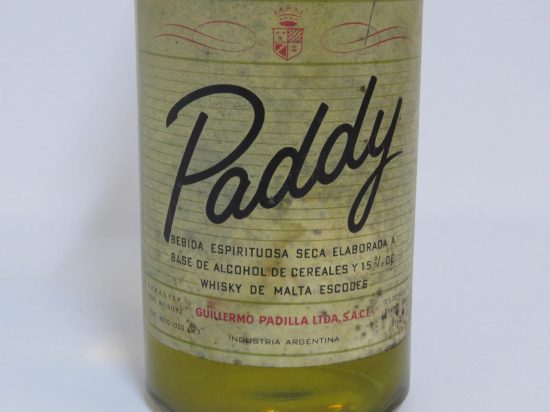 Paddy
BEBIDA ESPIRITUOSA SECA ELABORADA A
BASE DE ALCOHOL DE CEREALES Y 15 % DE
WHISKY DE MALTA ESCODES
GUILLERMO PADILLA LTDA. S.A.C.I.
INDUSTRIA ARGENTINA